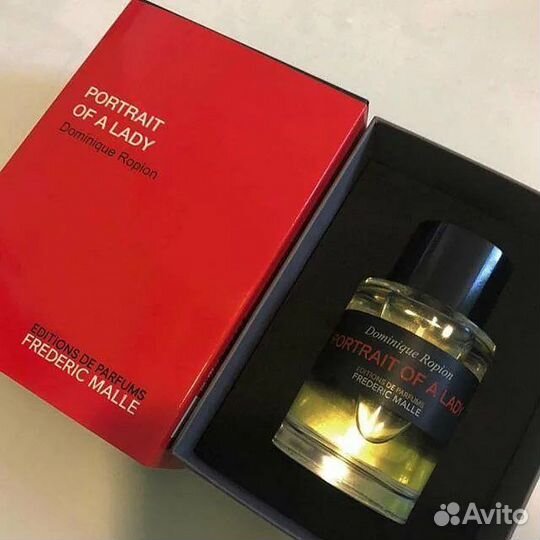 PORTRAIT
OF A LADY
Dominique Ropion
EDITIONS DE PARFUMS
FREDERIC MALLE
Dominique Ropion
PORTRAIT OF A LADY
EDITIONS DE PARFUMS
FREDERIC MALLE
Avito